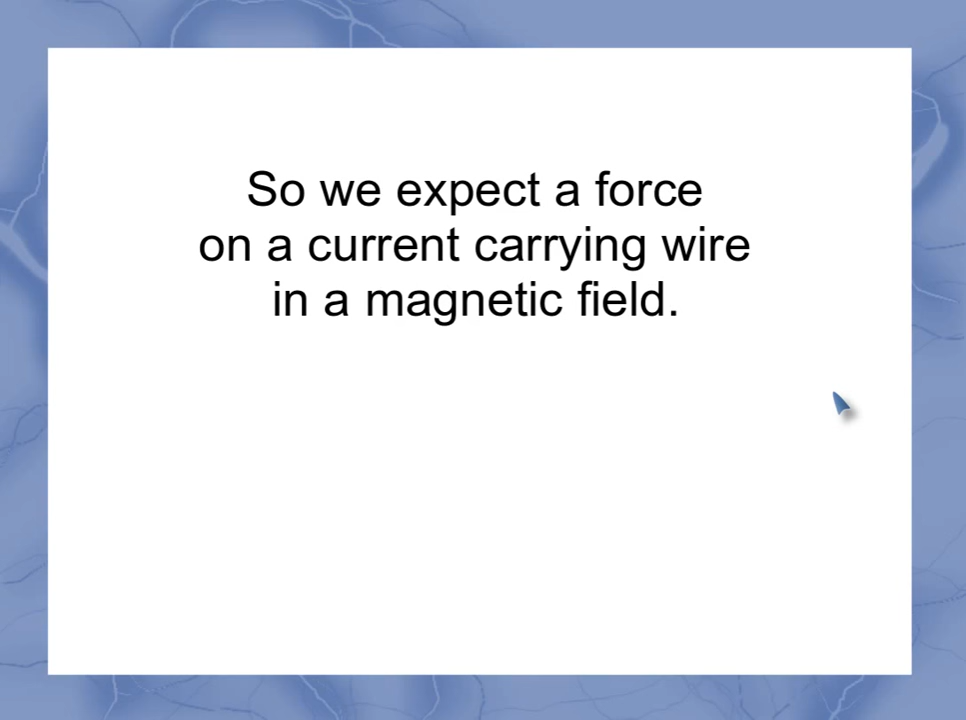 So we expect a force
on a current carrying wire
in a magnetic field.